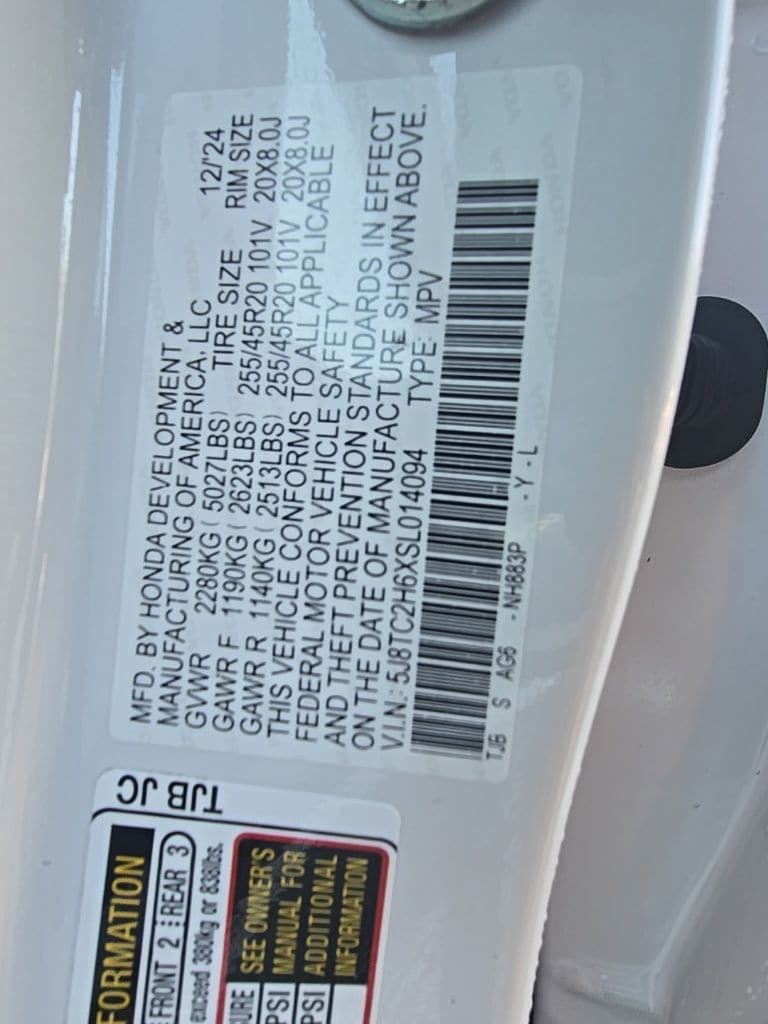 MFD. BY HONDA DEVELOPMENT &
MANUFACTURING OF AMERICA, LLC 12/'24
GVWR 2280KG ( 5027LBS) TIRE SIZE RIM SIZE
GAWR F 1190KG ( 2623LBS) 255/45R20 101V 20X8.0J
GAWR R 1140KG ( 2513LBS) 255/45R20 101V 20X8.0J
THIS VEHICLE CONFORMS TO ALL APPLICABLE
FEDERAL MOTOR VEHICLE SAFETY
AND THEFT PREVENTION STANDARDS IN EFFECT
ON THE DATE OF MANUFACTURE SHOWN ABOVE.
V.I.N.: 5J8TC2H6XSL014094 TYPE: MPV
TJB S AG6 - NH883P - Y - L
TJB JC
FORMATION
FRONT 2 REAR 3
exceed 380kg or 838lbs.
URE SEE OWNER'S
PSI MANUAL FOR
PSI ADDITIONAL
INFORMATION